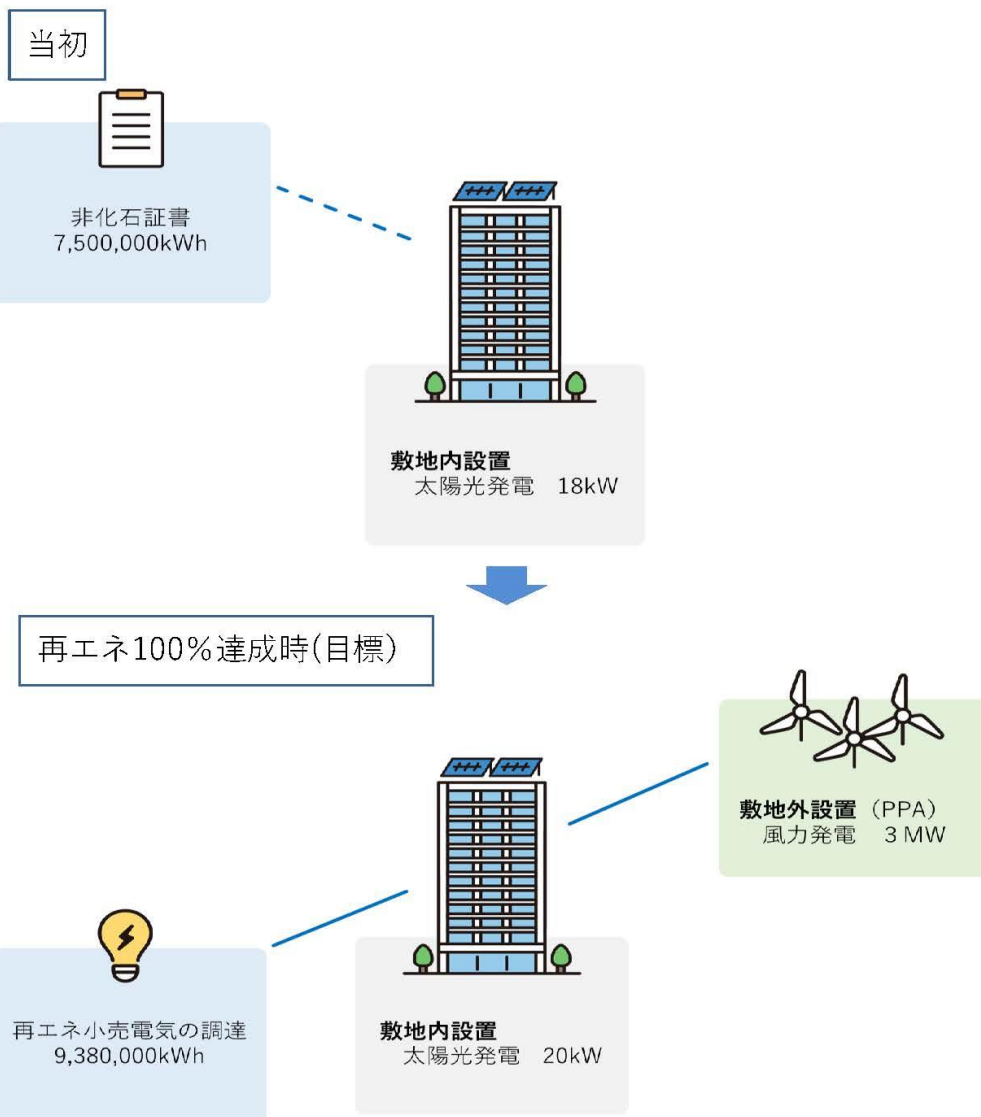 当初
非化石証書
7,500,000kWh
敷地内設置
太陽光発電　18kW
再エネ100％達成時(目標)
敷地外設置（PPA）
風力発電　３MW
再エネ小売電気の調達
9,380,000kWh
敷地内設置
太陽光発電　20kW